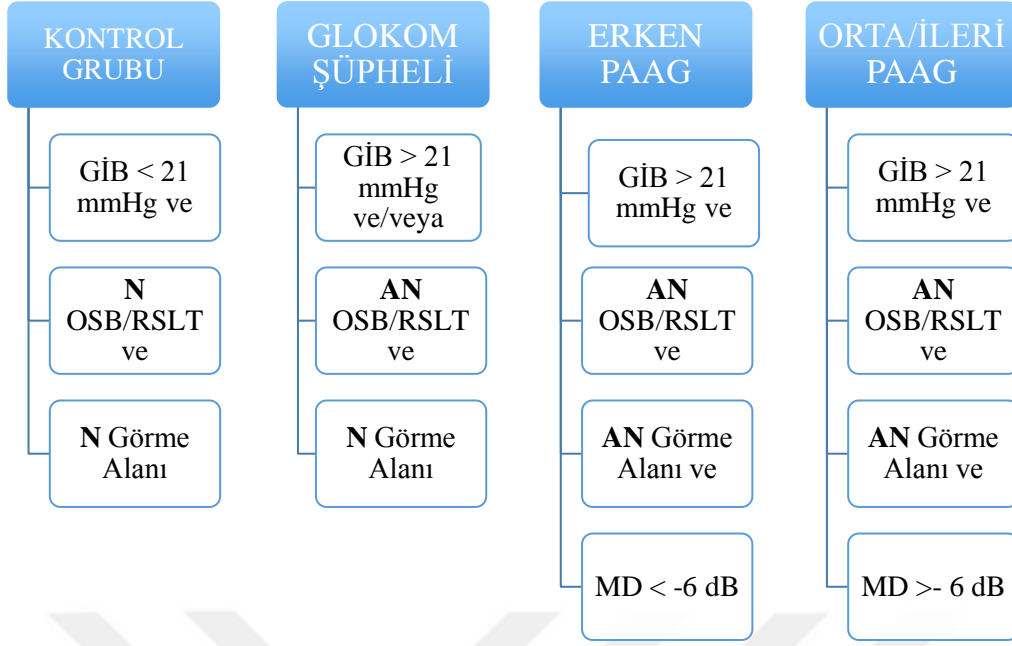 KONTROL
GRUBU
GİB < 21
mmHg ve
N
OSB/RSLT
ve
N Görme
Alanı
GLOKOM
ŞÜPHELİ
GİB > 21
mmHg
ve/veya
AN
OSB/RSLT
ve
N Görme
Alanı
ERKEN
PAAG
GİB > 21
mmHg ve
AN
OSB/RSLT
ve
AN Görme
Alanı ve
MD < -6 dB
ORTA/İLERİ
PAAG
GİB > 21
mmHg ve
AN
OSB/RSLT
ve
AN Görme
Alanı ve
MD >- 6 dB